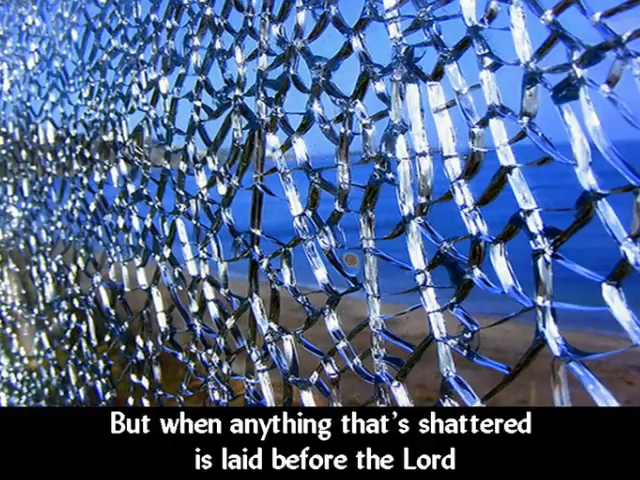 But when anything that's shattered
is laid before the Lord